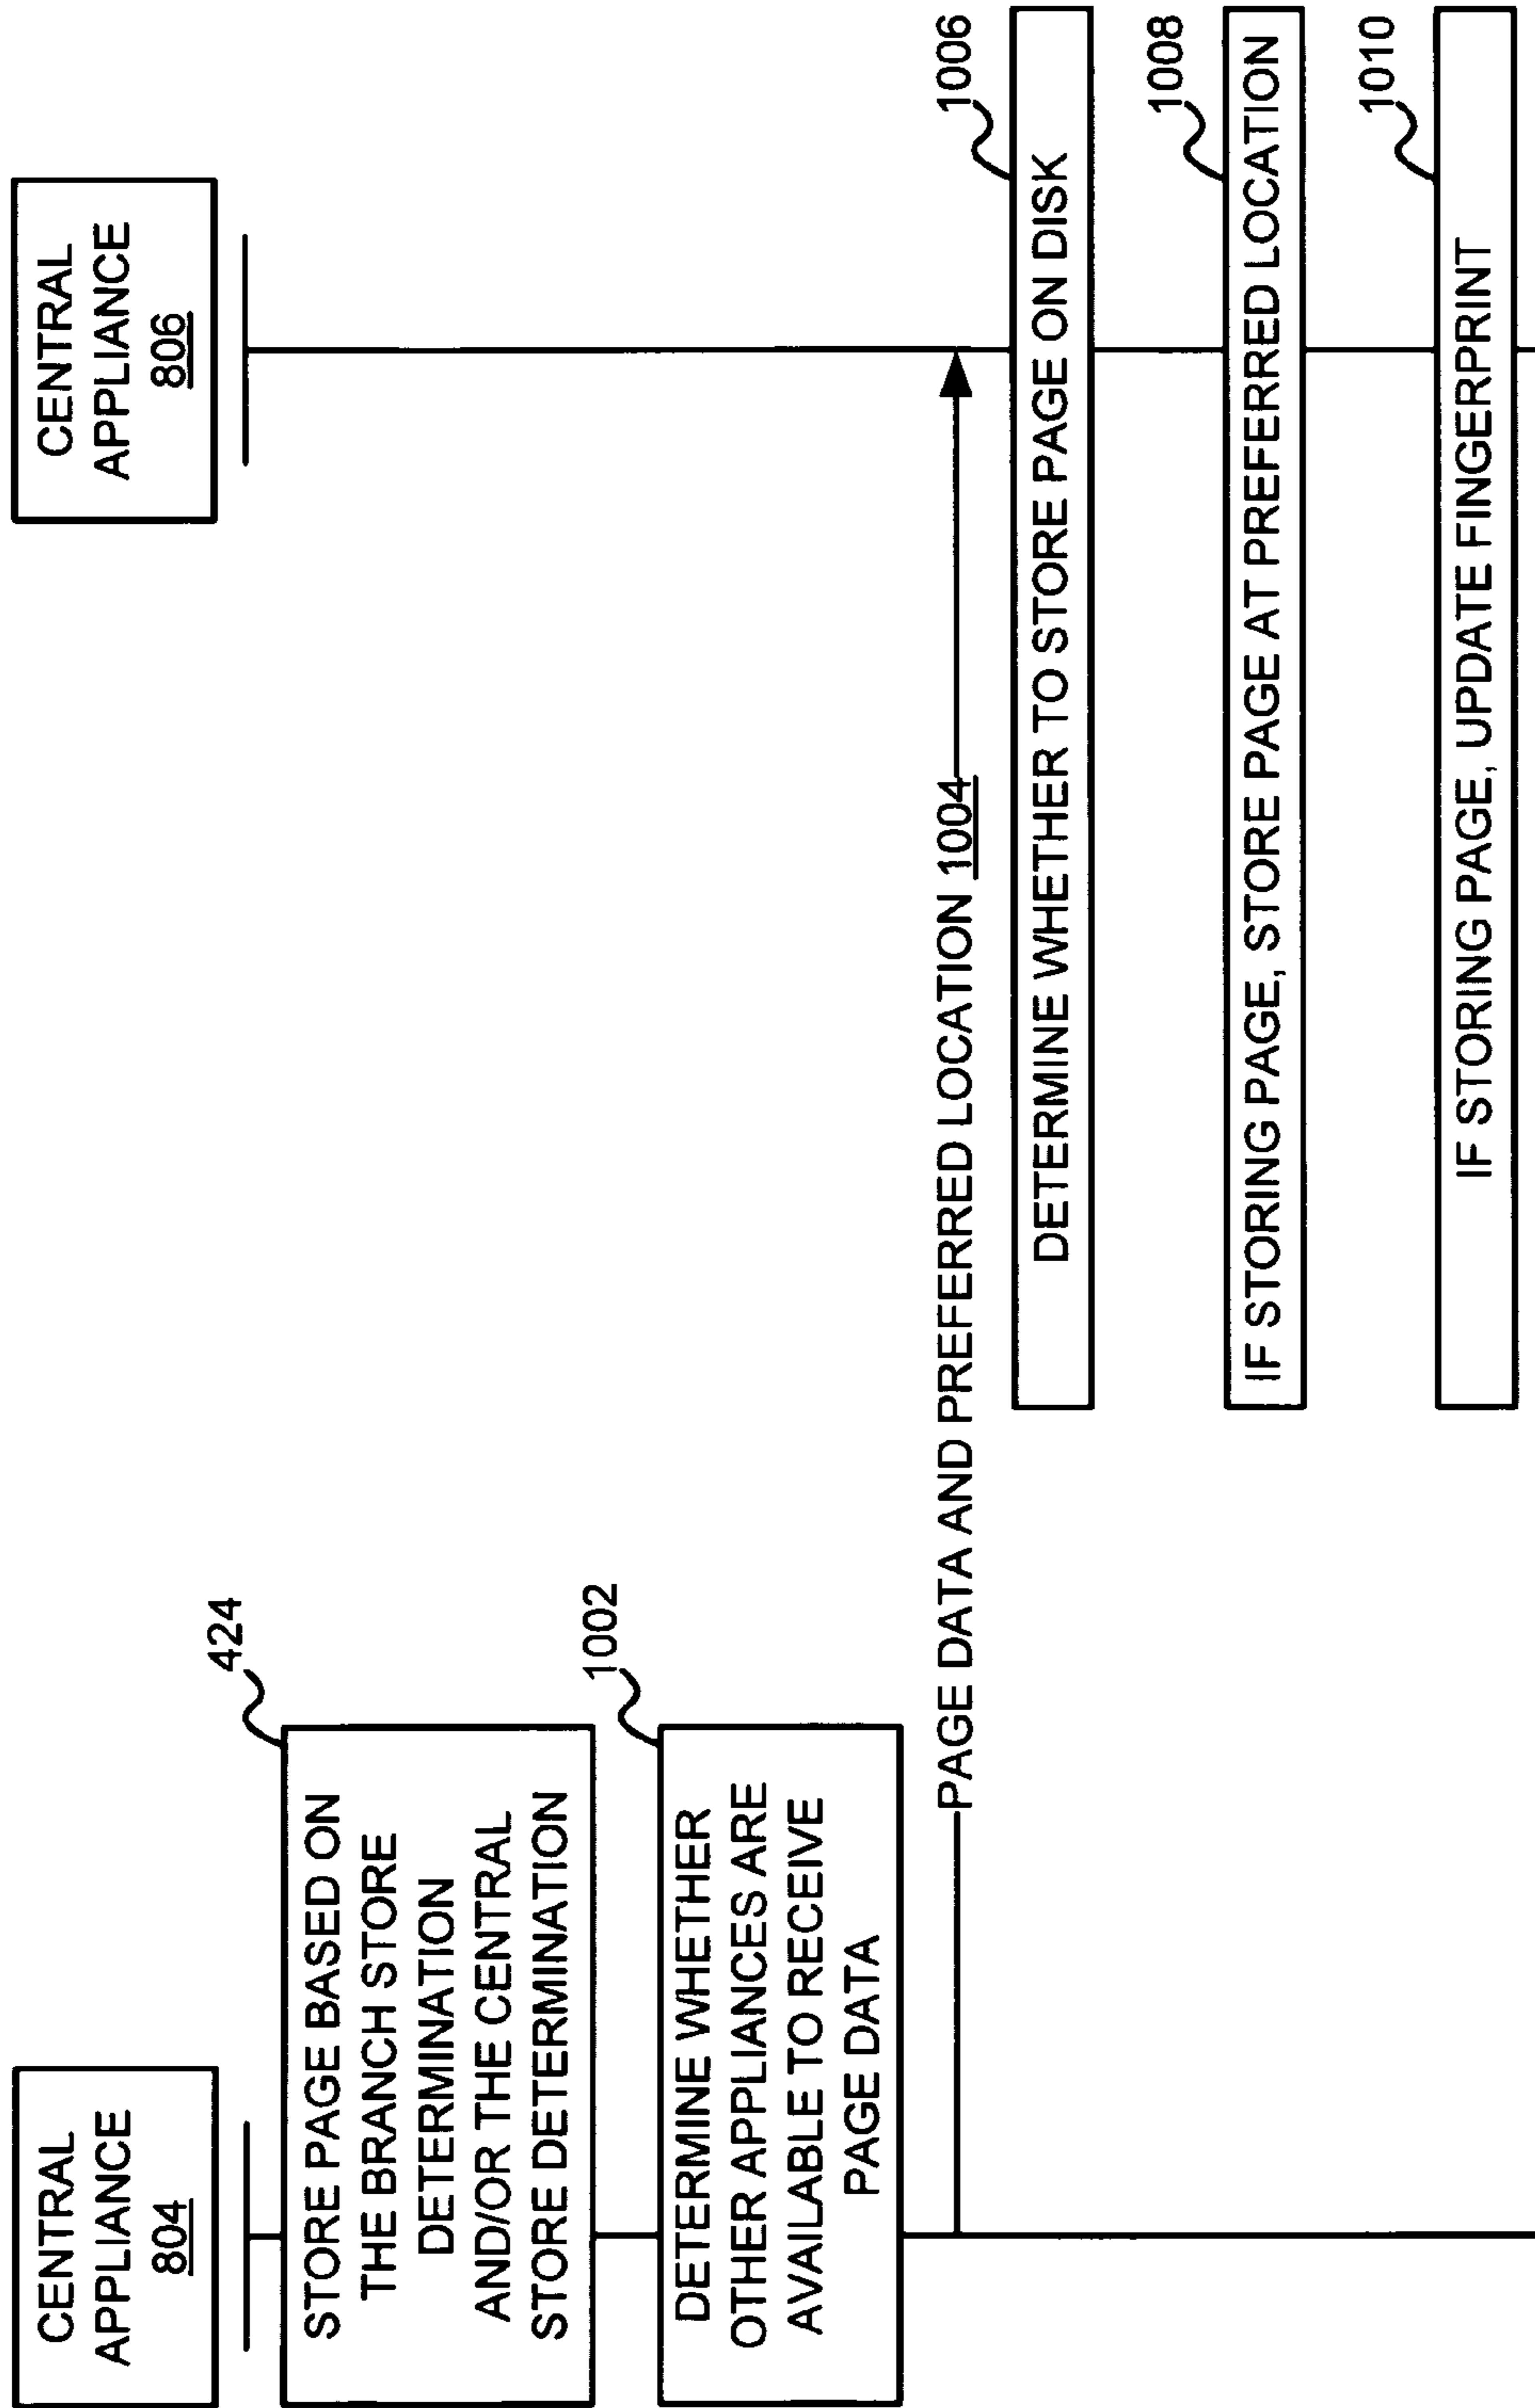 CENTRAL
APPLIANCE
804
CENTRAL
APPLIANCE
806
424
STORE PAGE BASED ON
THE BRANCH STORE
DETERMINATION
AND/OR THE CENTRAL
STORE DETERMINATION
1002
DETERMINE WHETHER
OTHER APPLIANCES ARE
AVAILABLE TO RECEIVE
PAGE DATA
PAGE DATA AND PREFERRED LOCATION 1004
1006
DETERMINE WHETHER TO STORE PAGE ON DISK
1008
IF STORING PAGE, STORE PAGE AT PREFERRED LOCATION
1010
IF STORING PAGE, UPDATE FINGERPRINT